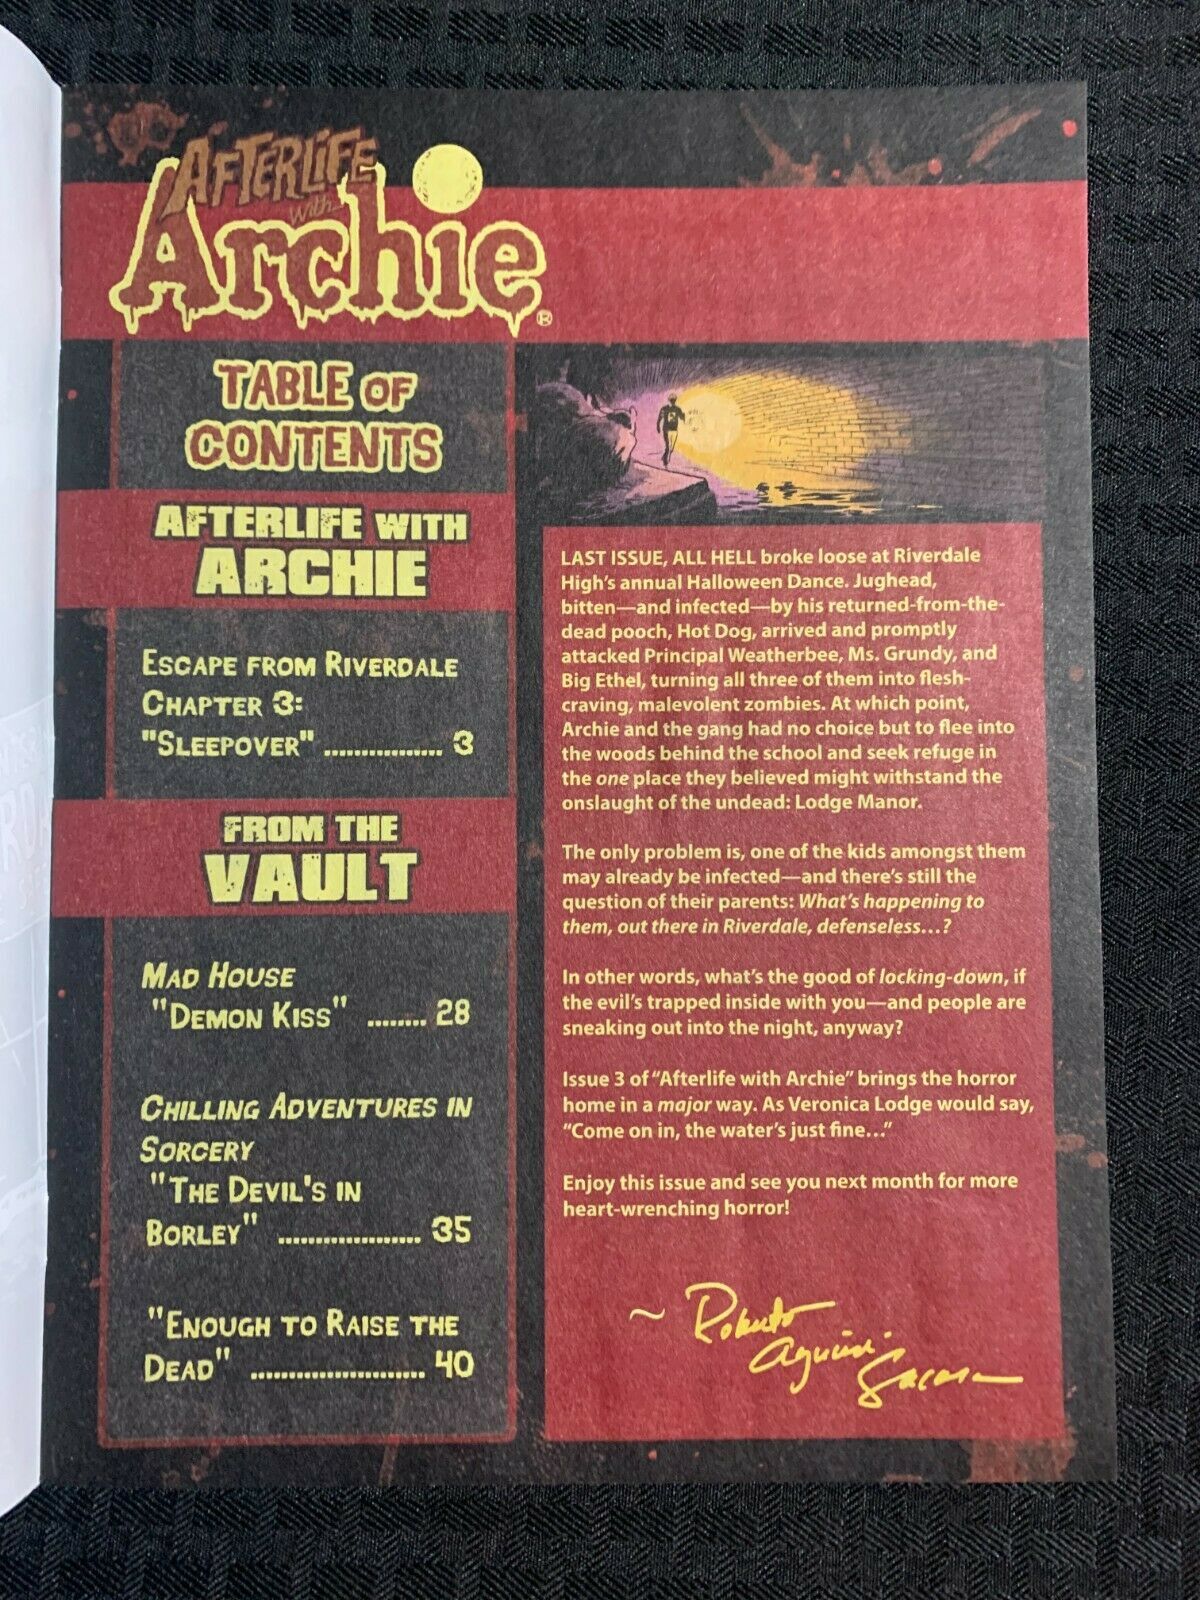 AFTERLIFE
With
Archie®
TABLE OF
CONTENTS
AFTERLIFE WITH
ARCHIE
ESCAPE FROM RIVERDALE
CHAPTER 3:
"SLEEPOVER" ................ 3
FROM THE
VAULT
MAD HOUSE
"DEMON KISS" ........ 28
CHILLING ADVENTURES IN
SORCERY
"THE DEVIL'S IN
BORLEY" ................... 35
"ENOUGH TO RAISE THE
DEAD" ....................... 40
LAST ISSUE, ALL HELL broke loose at Riverdale
High's annual Halloween Dance. Jughead,
bitten—and infected—by his returned-from-the-
dead pooch, Hot Dog, arrived and promptly
attacked Principal Weatherbee, Ms. Grundy, and
Big Ethel, turning all three of them into flesh-
craving, malevolent zombies. At which point,
Archie and the gang had no choice but to flee into
the woods behind the school and seek refuge in
the one place they believed might withstand the
onslaught of the undead: Lodge Manor.
The only problem is, one of the kids amongst them
may already be infected—and there's still the
question of their parents: What's happening to
them, out there in Riverdale, defenseless…?
In other words, what's the good of locking-down, if
the evil's trapped inside with you—and people are
sneaking out into the night, anyway?
Issue 3 of "Afterlife with Archie" brings the horror
home in a major way. As Veronica Lodge would say,
"Come on in, the water's just fine…"
Enjoy this issue and see you next month for more
heart-wrenching horror!
~ Roberto
Aguirre
Sacasa